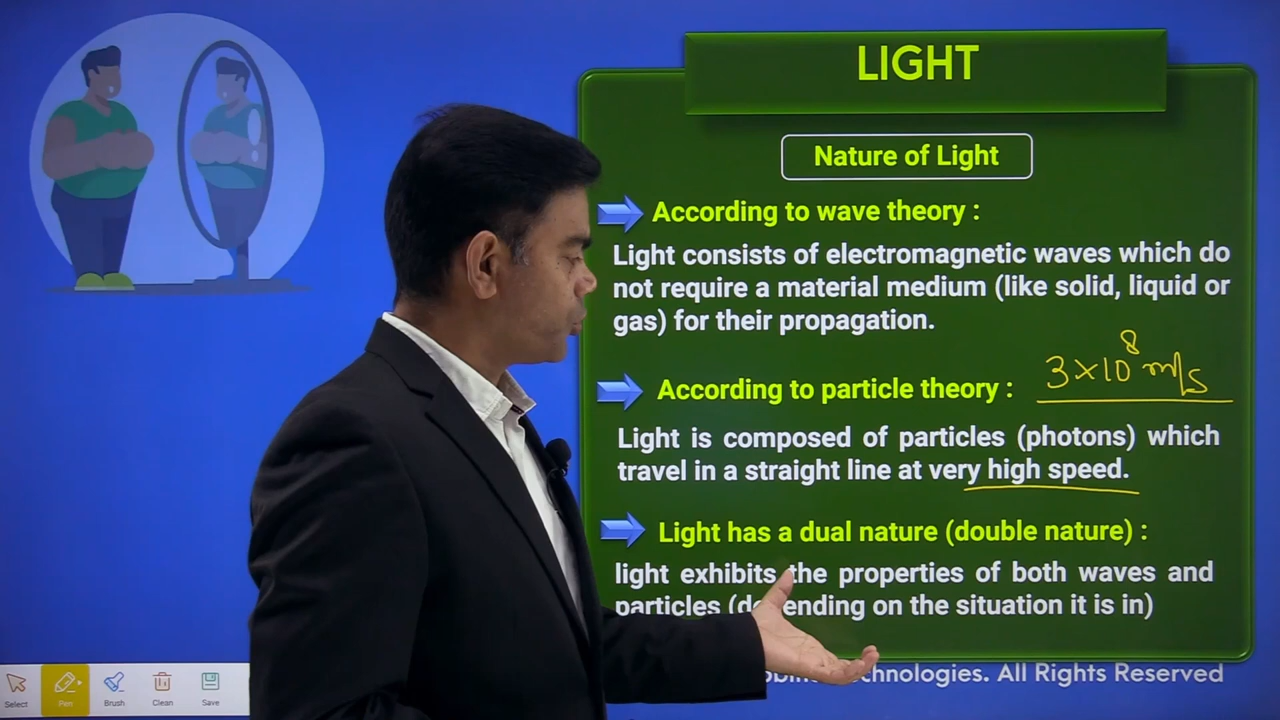 LIGHT
Nature of Light
According to wave theory :
Light consists of electromagnetic waves which do
not require a material medium (like solid, liquid or
gas) for their propagation.
3×10⁸ m/s
According to particle theory :
Light is composed of particles (photons) which
travel in a straight line at very high speed.
Light has a dual nature (double nature) :
light exhibits the properties of both waves and
particles (depending on the situation it is in)
All Rights Reserved
Select Pen Brush Clean Save